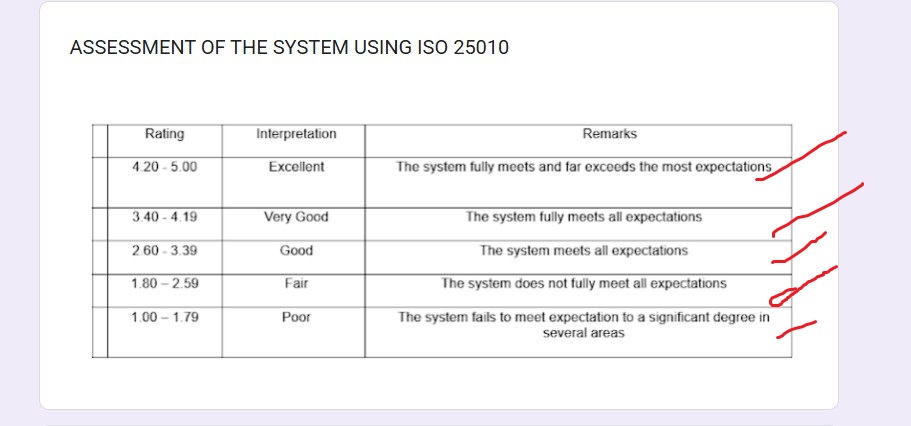 ASSESSMENT OF THE SYSTEM USING ISO 25010
Rating Interpretation Remarks
4.20 - 5.00 Excellent The system fully meets and far exceeds the most expectations
3.40 - 4.19 Very Good The system fully meets all expectations
2.60 - 3.39 Good The system meets all expectations
1.80 – 2.59 Fair The system does not fully meet all expectations
1.00 – 1.79 Poor The system fails to meet expectation to a significant degree in
several areas